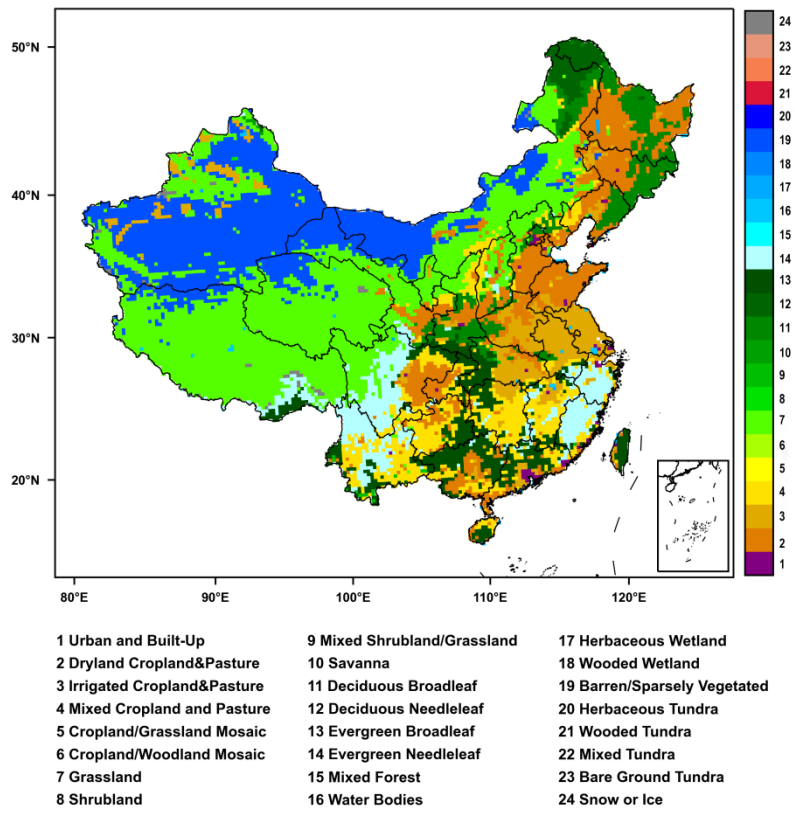 50°N
40°N
30°N
20°N
80°E
90°E
100°E
110°E
120°E
24
23
22
21
20
19
18
17
16
15
14
13
12
11
10
9
8
7
6
5
4
3
2
1
1 Urban and Built-Up
2 Dryland Cropland&Pasture
3 Irrigated Cropland&Pasture
4 Mixed Cropland and Pasture
5 Cropland/Grassland Mosaic
6 Cropland/Woodland Mosaic
7 Grassland
8 Shrubland
9 Mixed Shrubland/Grassland
10 Savanna
11 Deciduous Broadleaf
12 Deciduous Needleleaf
13 Evergreen Broadleaf
14 Evergreen Needleleaf
15 Mixed Forest
16 Water Bodies
17 Herbaceous Wetland
18 Wooded Wetland
19 Barren/Sparsely Vegetated
20 Herbaceous Tundra
21 Wooded Tundra
22 Mixed Tundra
23 Bare Ground Tundra
24 Snow or Ice